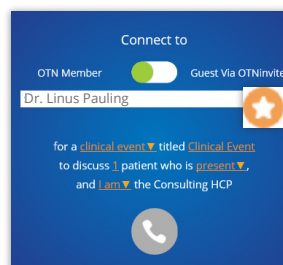 Connect to
OTN Member Guest Via OTNinvite
Dr. Linus Pauling
for a clinical event▼ titled Clinical Event
to discuss 1 patient who is present▼,
and I am▼ the Consulting HCP